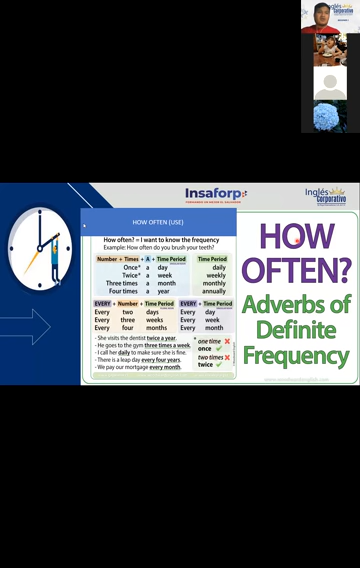 Inglés
Corporativo
Insaforp
Inglés
Corporativo
HOW OFTEN (USE)
How often? = I want to know the frequency
Example: How often do you brush your teeth?
Number + Times + A + Time Period
Once* a day
Twice* a week
Three times a month
Four times a year
Time Period
daily
weekly
monthly
annually
EVERY + Number + Time Period
Every two days
Every three weeks
Every four months
EVERY + Time Period
Every day
Every week
Every month
- She visits the dentist twice a year.
- He goes to the gym three times a week.
- I call her daily to make sure she is fine.
- There is a leap day every four years.
- We pay our mortgage every month.
* one time
once
two times
twice
HOW
OFTEN?
Adverbs of
Definite
Frequency